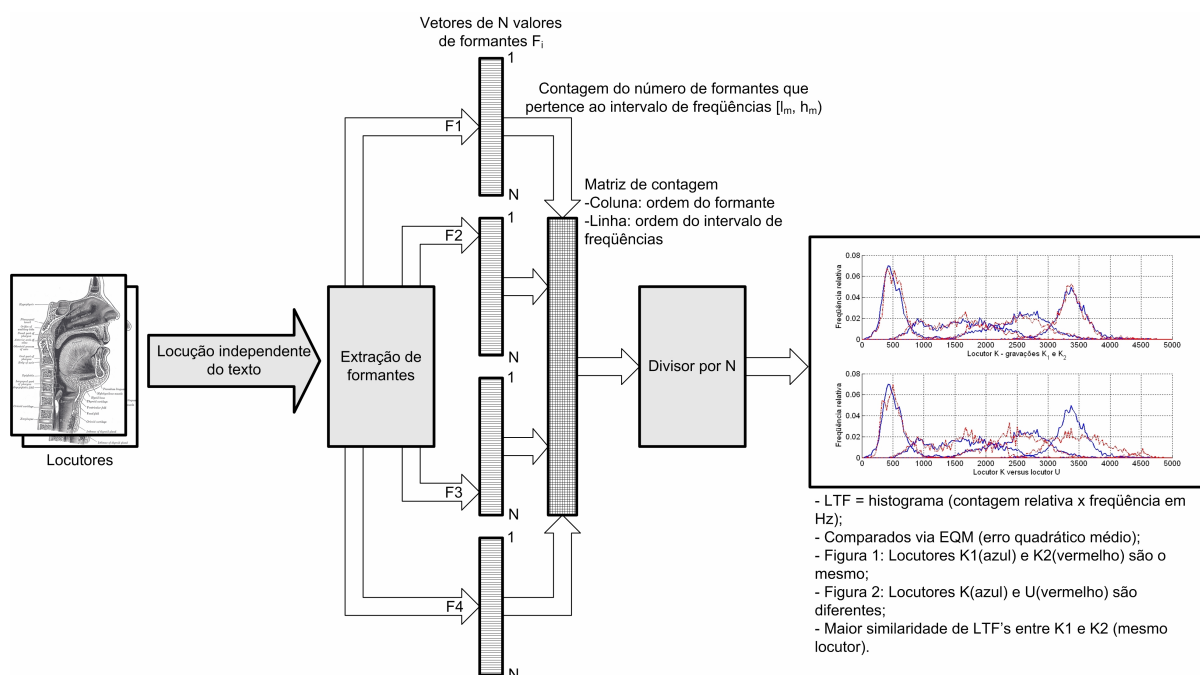 Vetores de N valores
de formantes Fi
1
Contagem do número de formantes que
pertence ao intervalo de freqüências [lm, hm)
F1
N
Matriz de contagem
-Coluna: ordem do formante
-Linha: ordem do intervalo de
freqüências
1
F2
N
Locutores
Locução independente
do texto
Extração de
formantes
1
F3
N
Divisor por N
1
F4
N
Freqüência relativa
0.08
0.06
0.04
0.02
0
0 500 1000 1500 2000 2500 3000 3500 4000 4500 5000
Locutor K - gravações K1 e K2
Freqüência relativa
0.08
0.06
0.04
0.02
0
0 500 1000 1500 2000 2500 3000 3500 4000 4500 5000
Locutor K versus locutor U
- LTF = histograma (contagem relativa x freqüência em
Hz);
- Comparados via EQM (erro quadrático médio);
- Figura 1: Locutores K1(azul) e K2(vermelho) são o
mesmo;
- Figura 2: Locutores K(azul) e U(vermelho) são
diferentes;
- Maior similaridede de LTF's entre K1 e K2 (mesmo
locutor).